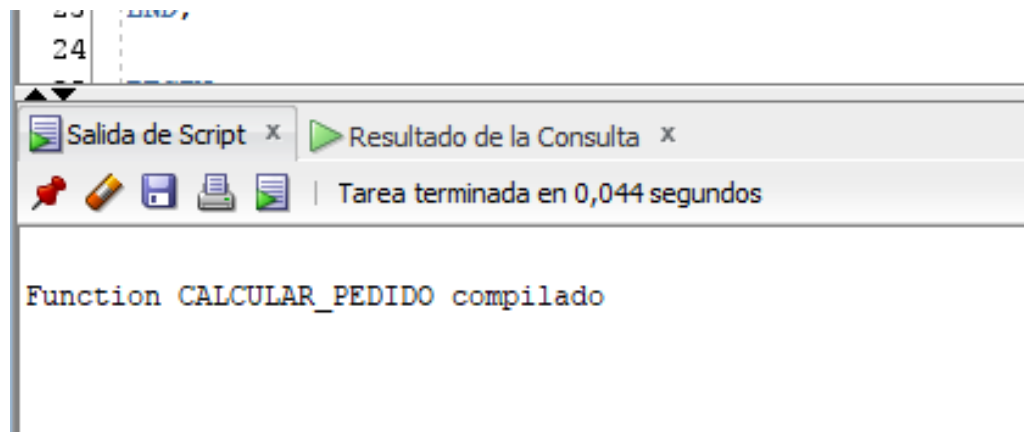 24
Salida de Script x
Resultado de la Consulta x
Tarea terminada en 0,044 segundos
Function CALCULAR_PEDIDO compilado